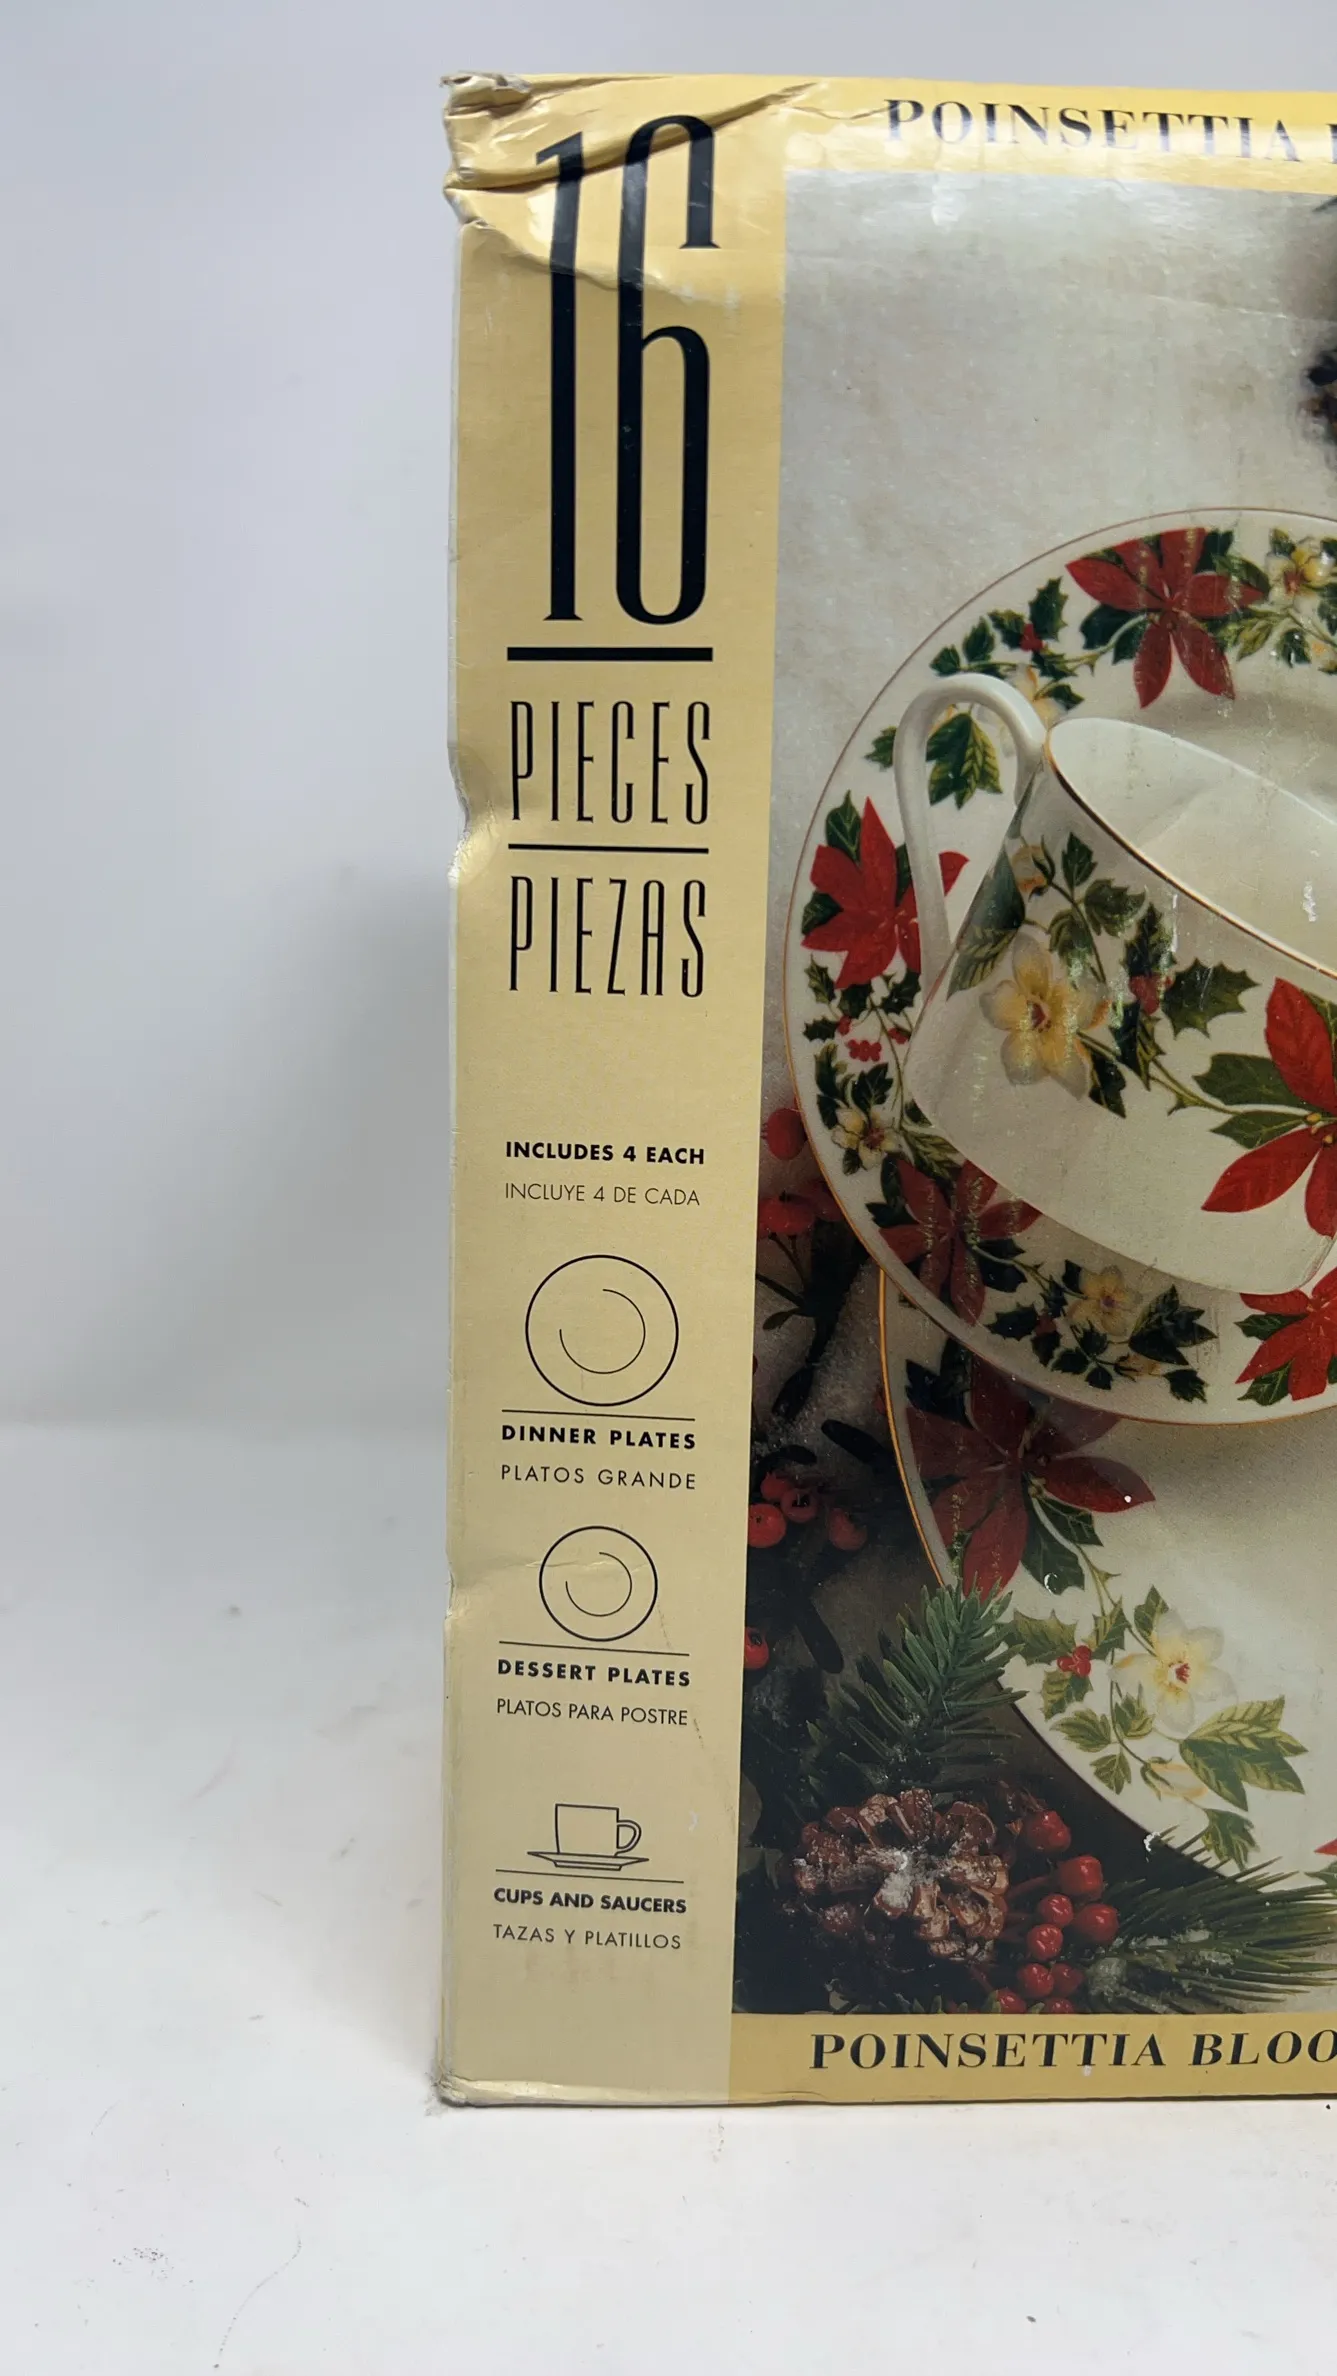 16
PIECES
PIEZAS
INCLUDES 4 EACH
INCLUYE 4 DE CADA
DINNER PLATES
PLATOS GRANDE
DESSERT PLATES
PLATOS PARA POSTRE
CUPS AND SAUCERS
TAZAS Y PLATILLOS
POINSETTIA
POINSETTIA BLOO